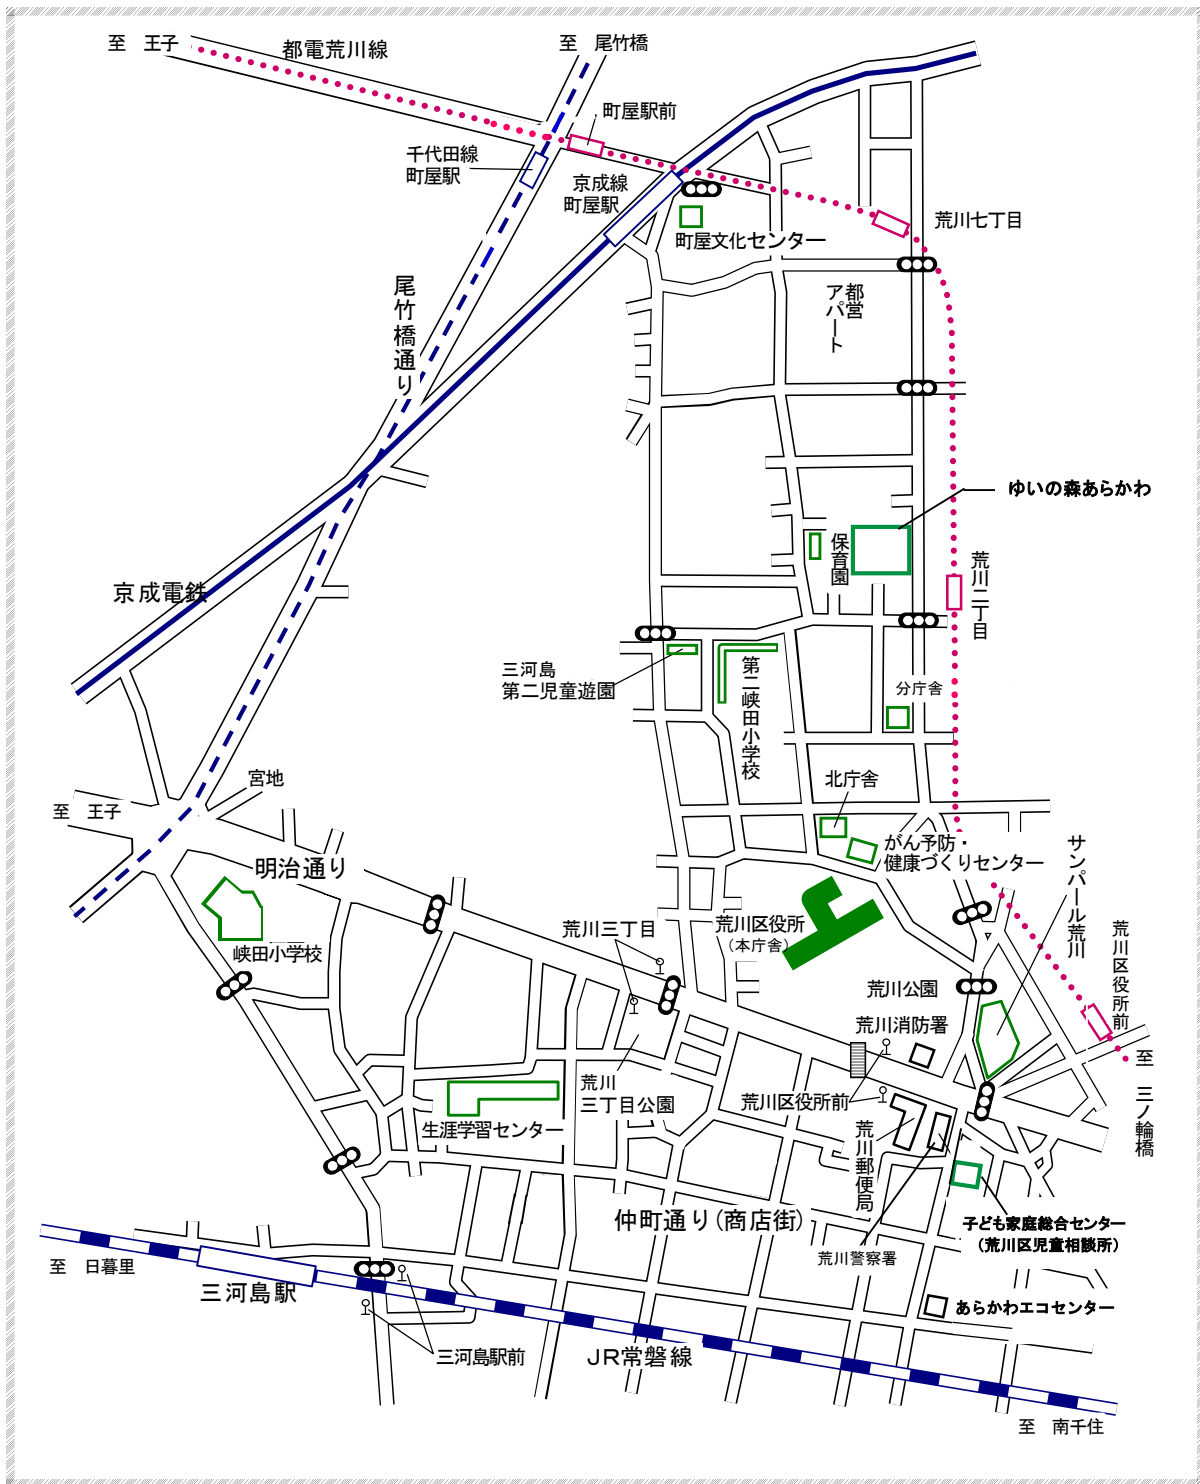 至　王子
都電荒川線
至　尾竹橋
町屋駅前
千代田線
町屋駅
京成線
町屋駅
町屋文化センター
荒川七丁目
尾竹橋通り
都営
アパート
ゆいの森あらかわ
保育園
荒川二丁目
京成電鉄
三河島
第二児童遊園
第二峡田小学校
分庁舎
宮地
北庁舎
至　王子
明治通り
がん予防・
健康づくりセンター
サンパール荒川
峡田小学校
荒川三丁目
荒川区役所
（本庁舎）
荒川区役所前
荒川公園
荒川消防署
至　三ノ輪橋
荒川
三丁目公園
荒川区役所前
生涯学習センター
荒川郵便局
仲町通り(商店街)
子ども家庭総合センター
（荒川区児童相談所）
荒川警察署
至　日暮里
三河島駅
あらかわエコセンター
三河島駅前
JR常磐線
至　南千住